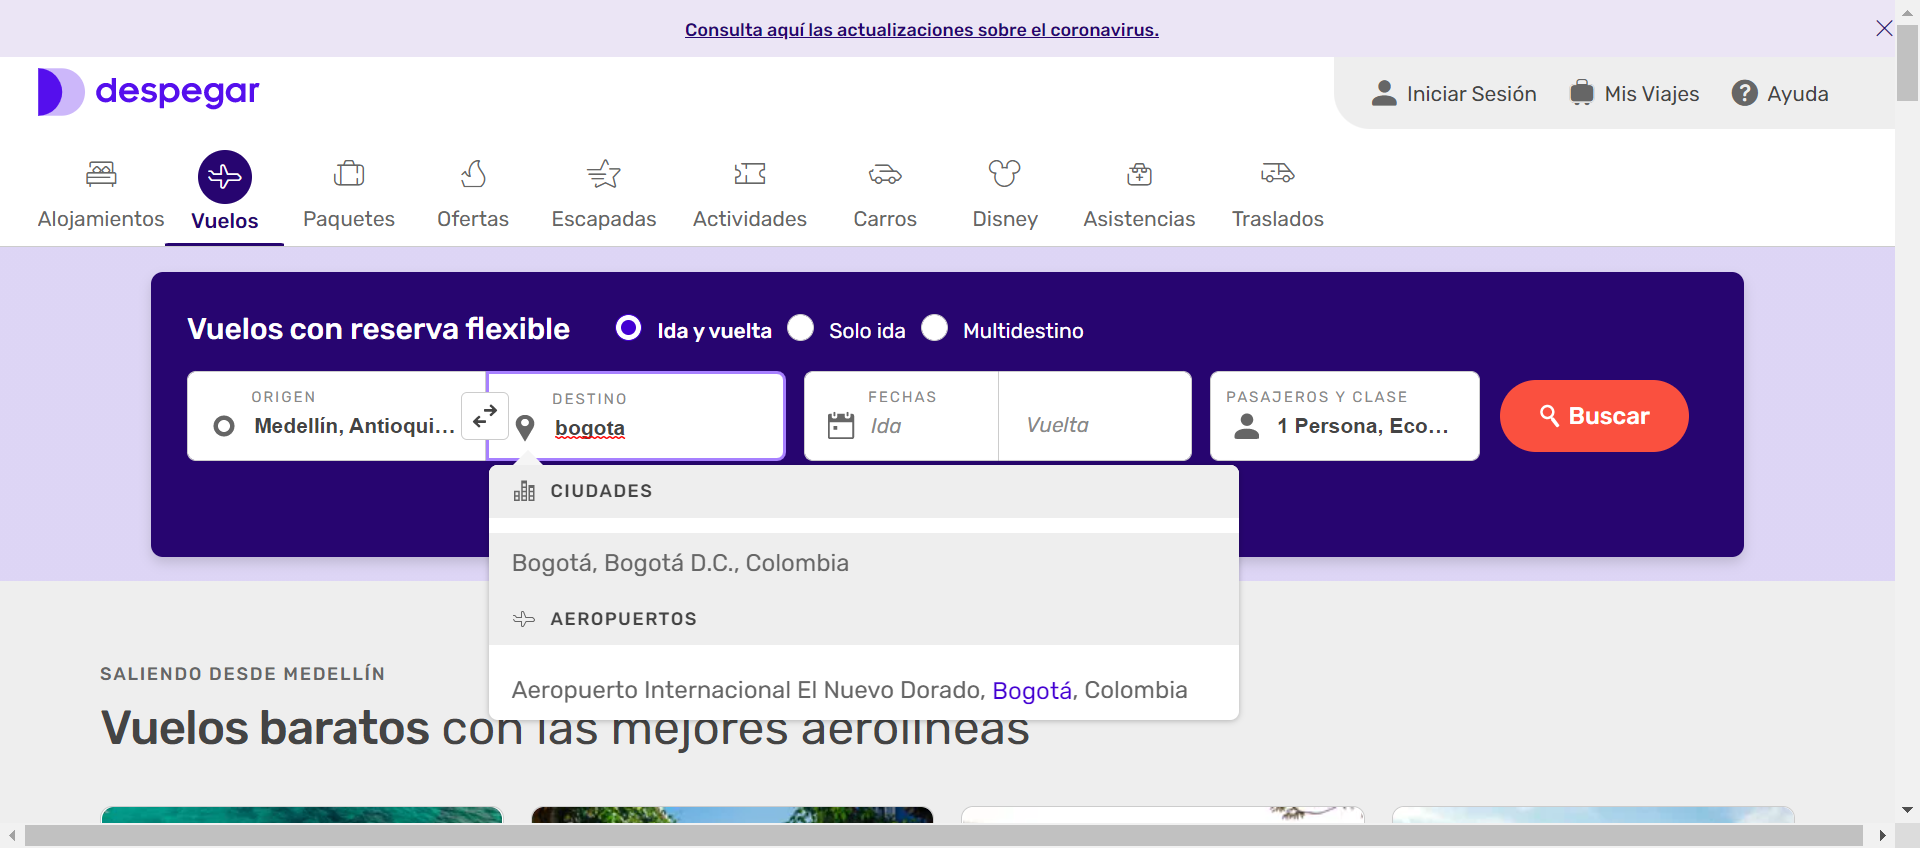 Consulta aquí las actualizaciones sobre el coronavirus.
despegar
Iniciar Sesión
Mis Viajes
Ayuda
Alojamientos
Vuelos
Paquetes
Ofertas
Escapadas
Actividades
Carros
Disney
Asistencias
Traslados
Vuelos con reserva flexible
Ida y vuelta
Solo ida
Multidestino
ORIGEN
Medellín, Antioqui...
DESTINO
bogota
FECHAS
Ida
Vuelta
PASAJEROS Y CLASE
1 Persona, Eco...
Buscar
CIUDADES
Bogotá, Bogotá D.C., Colombia
AEROPUERTOS
Aeropuerto Internacional El Nuevo Dorado, Bogotá, Colombia
SALIENDO DESDE MEDELLÍN
Vuelos baratos con las mejores aerolíneas